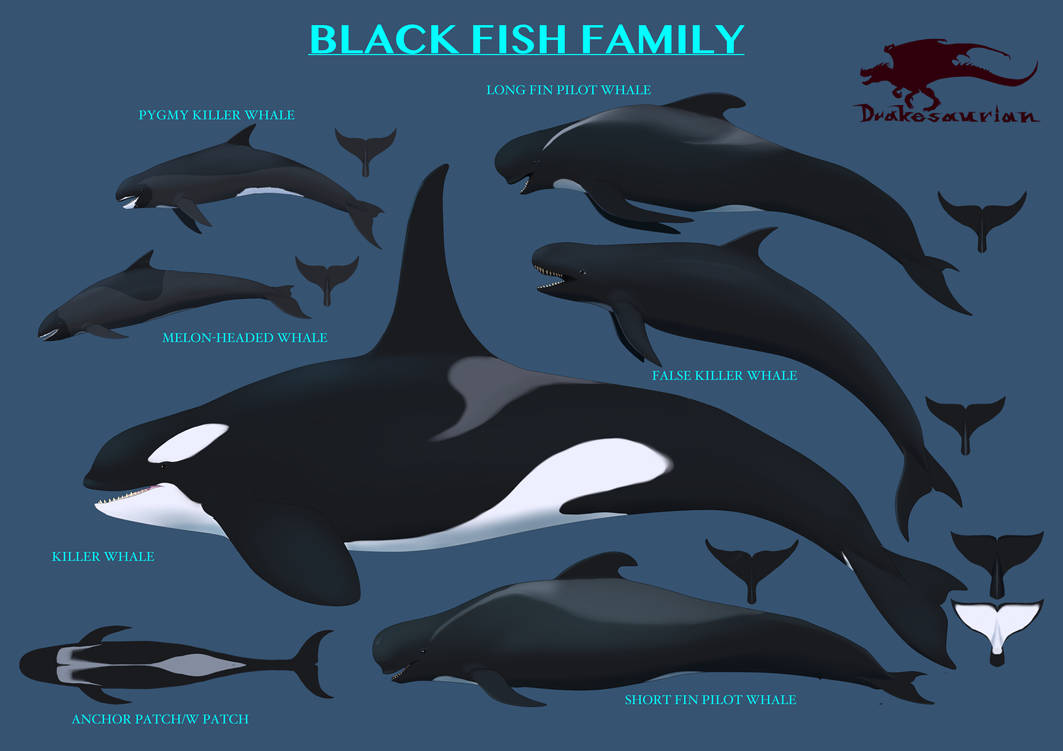 BLACK FISH FAMILY
Drakesaurian
LONG FIN PILOT WHALE
PYGMY KILLER WHALE
MELON-HEADED WHALE
FALSE KILLER WHALE
KILLER WHALE
SHORT FIN PILOT WHALE
ANCHOR PATCH/W PATCH